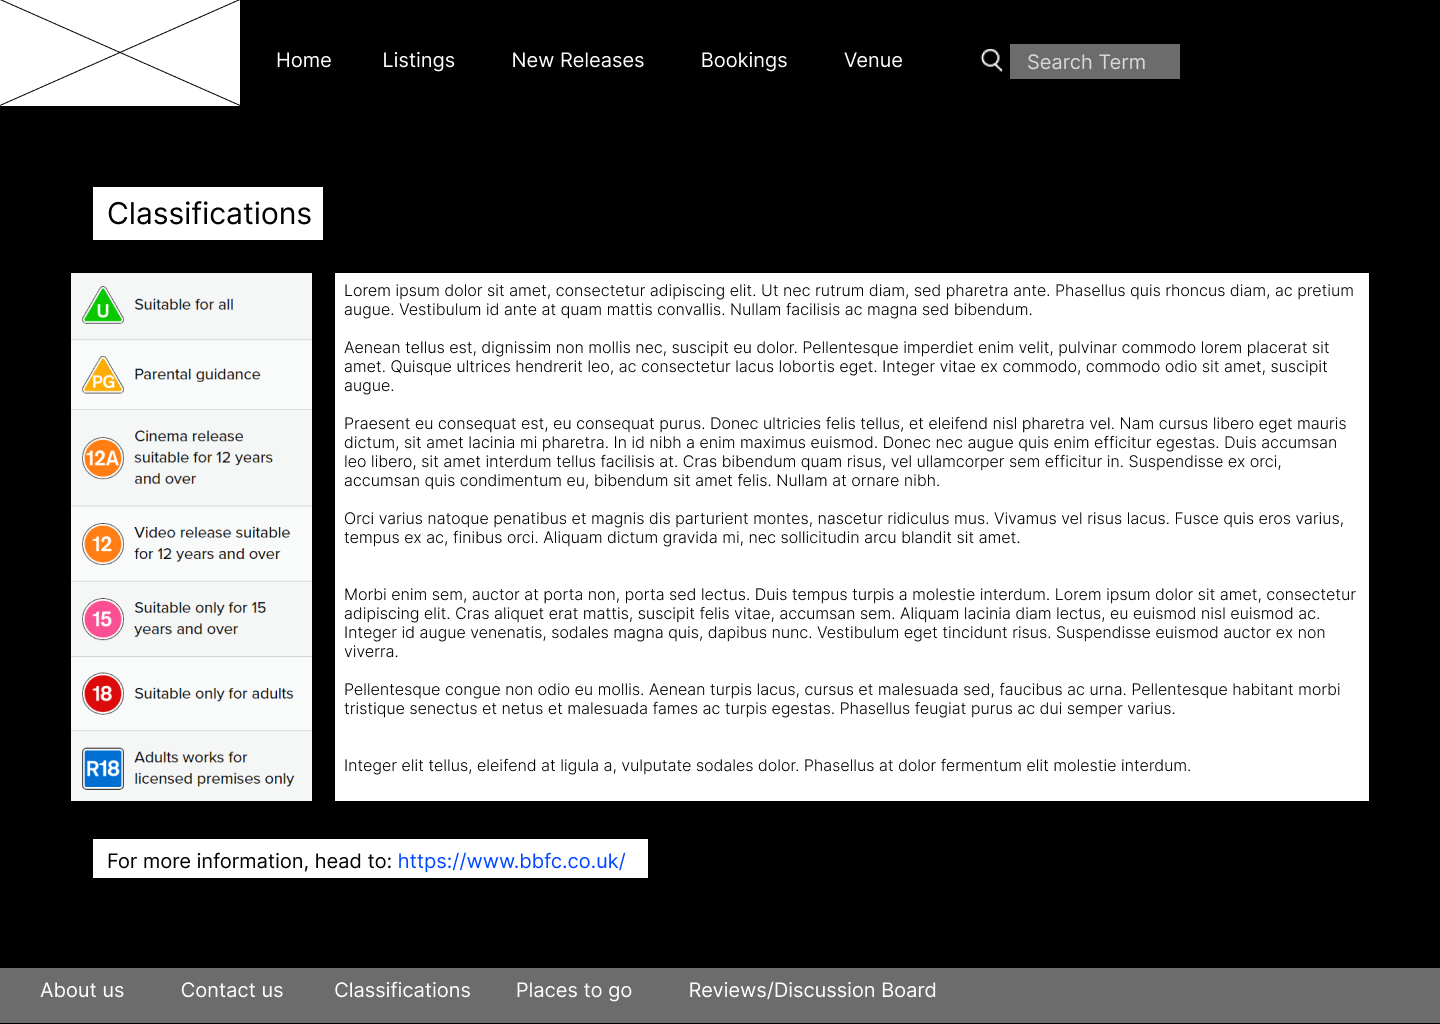 Home Listings New Releases Bookings Venue Search Term
Classifications
U Suitable for all
PG Parental guidance
12A Cinema release
suitable for 12 years
and over
12 Video release suitable
for 12 years and over
15 Suitable only for 15
years and over
18 Suitable only for adults
R18 Adults works for
licensed premises only
Lorem ipsum dolor sit amet, consectetur adipiscing elit. Ut nec rutrum diam, sed pharetra ante. Phasellus quis rhoncus diam, ac pretium
augue. Vestibulum id ante at quam mattis convallis. Nullam facilisis ac magna sed bibendum.
Aenean tellus est, dignissim non mollis nec, suscipit eu dolor. Pellentesque imperdiet enim velit, pulvinar commodo lorem placerat sit
amet. Quisque ultrices hendrerit leo, ac consectetur lacus lobortis eget. Integer vitae ex commodo, commodo odio sit amet, suscipit
augue.
Praesent eu consequat est, eu consequat purus. Donec ultricies felis tellus, et eleifend nisl pharetra vel. Nam cursus libero eget mauris
dictum, sit amet lacinia mi pharetra. In id nibh a enim maximus euismod. Donec nec augue quis enim efficitur egestas. Duis accumsan
leo libero, sit amet interdum tellus facilisis at. Cras bibendum quam risus, vel ullamcorper sem efficitur in. Suspendisse ex orci,
accumsan quis condimentum eu, bibendum sit amet felis. Nullam at ornare nibh.
Orci varius natoque penatibus et magnis dis parturient montes, nascetur ridiculus mus. Vivamus vel risus lacus. Fusce quis eros varius,
tempus ex ac, finibus orci. Aliquam dictum gravida mi, nec sollicitudin arcu blandit sit amet.
Morbi enim sem, auctor at porta non, porta sed lectus. Duis tempus turpis a molestie interdum. Lorem ipsum dolor sit amet, consectetur
adipiscing elit. Cras aliquet erat mattis, suscipit felis vitae, accumsan sem. Aliquam lacinia diam lectus, eu euismod nisl euismod ac.
Integer id augue venenatis, sodales magna quis, dapibus nunc. Vestibulum eget tincidunt risus. Suspendisse euismod auctor ex non
viverra.
Pellentesque congue non odio eu mollis. Aenean turpis lacus, cursus et malesuada sed, faucibus ac urna. Pellentesque habitant morbi
tristique senectus et netus et malesuada fames ac turpis egestas. Phasellus feugiat purus ac dui semper varius.
Integer elit tellus, eleifend at ligula a, vulputate sodales dolor. Phasellus at dolor fermentum elit molestie interdum.
For more information, head to: https://www.bbfc.co.uk/
About us Contact us Classifications Places to go Reviews/Discussion Board